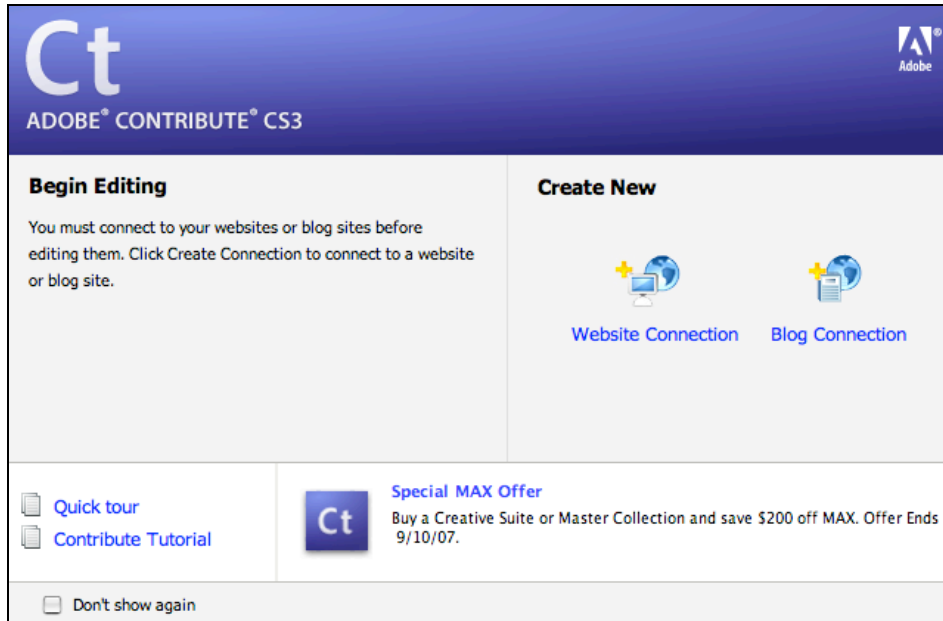 Ct
Adobe®
ADOBE® CONTRIBUTE® CS3
Begin Editing
You must connect to your websites or blog sites before
editing them. Click Create Connection to connect to a website
or blog site.
Create New
Website Connection
Blog Connection
Quick tour
Contribute Tutorial
Ct
Special MAX Offer
Buy a Creative Suite or Master Collection and save $200 off MAX. Offer Ends
9/10/07.
Don't show again